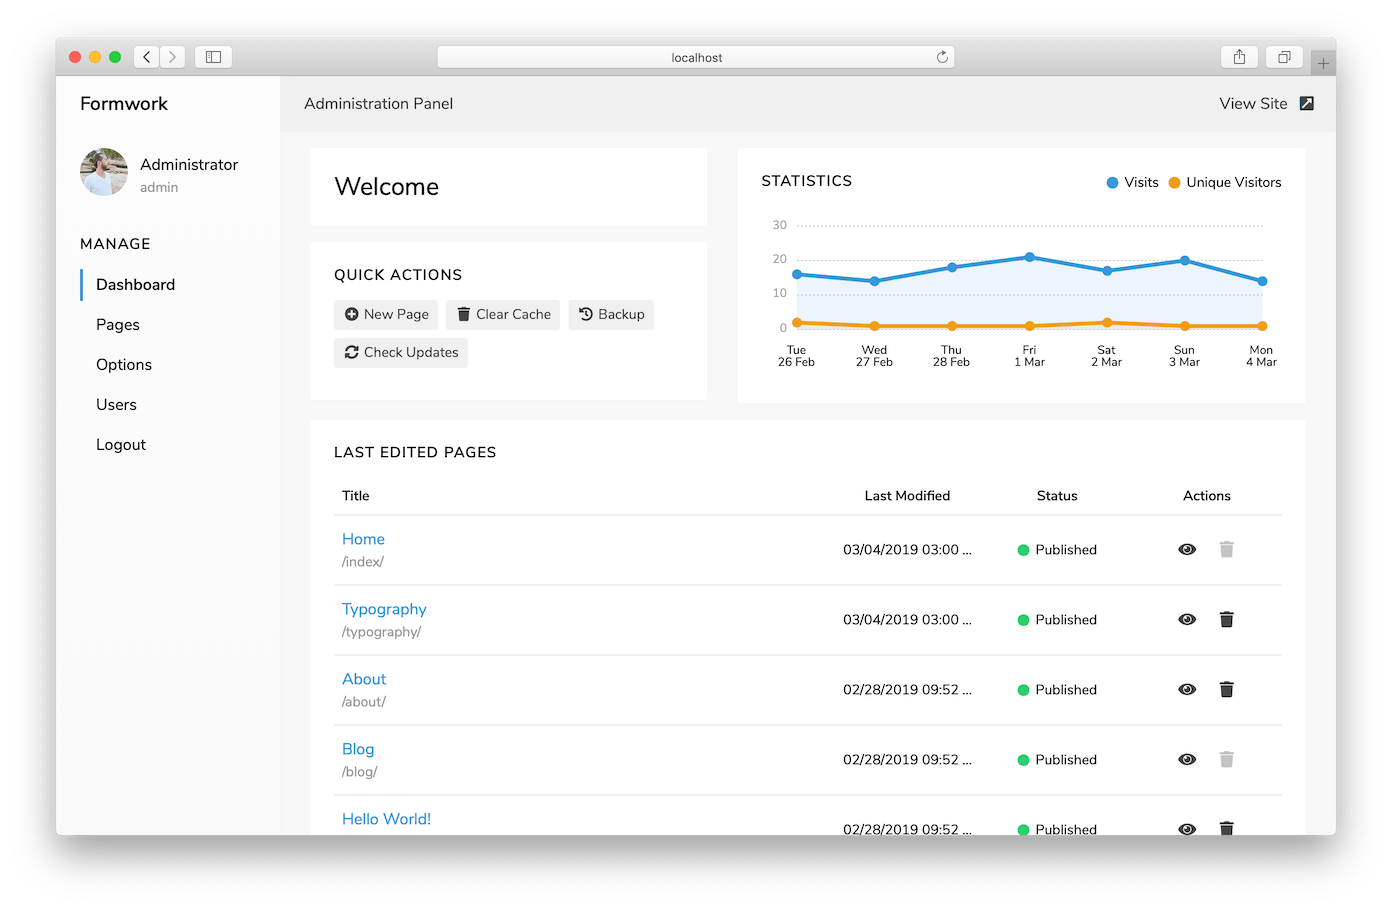 localhost
Formwork
Administration Panel
View Site
Administrator
admin
MANAGE
Dashboard
Pages
Options
Users
Logout
Welcome
QUICK ACTIONS
New Page
Clear Cache
Backup
Check Updates
STATISTICS
Visits
Unique Visitors
30
20
10
0
Tue
26 Feb
Wed
27 Feb
Thu
28 Feb
Fri
1 Mar
Sat
2 Mar
Sun
3 Mar
Mon
4 Mar
LAST EDITED PAGES
Title Last Modified Status Actions
Home
/index/
03/04/2019 03:00 ... Published
Typography
/typography/
03/04/2019 03:00 ... Published
About
/about/
02/28/2019 09:52 ... Published
Blog
/blog/
02/28/2019 09:52 ... Published
Hello World!
02/28/2019 09:52 ... Published